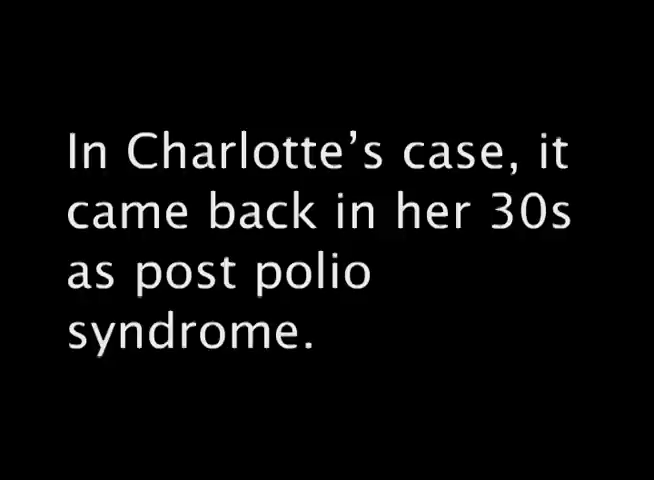 In Charlotte’s case, it
came back in her 30s
as post polio
syndrome.